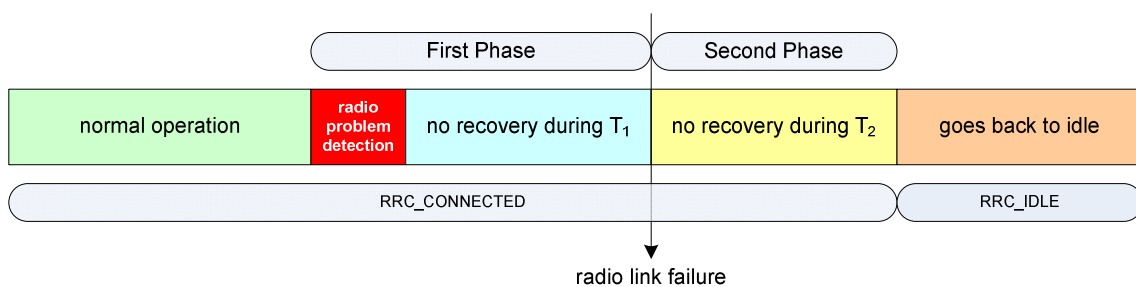 First Phase
Second Phase
normal operation
radio
problem
detection
no recovery during T₁
no recovery during T₂
goes back to idle
RRC_CONNECTED
RRC_IDLE
radio link failure